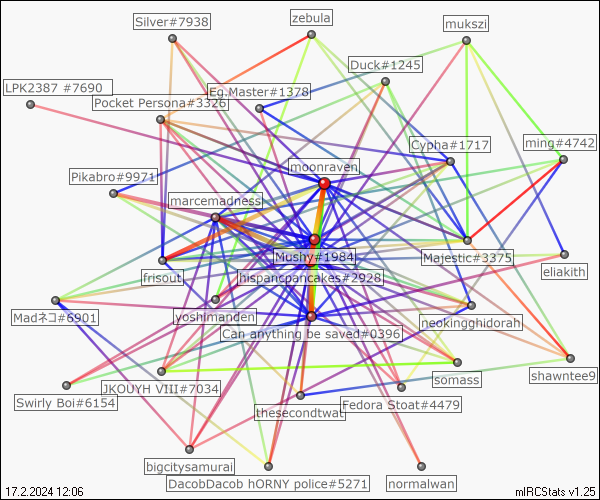 Silver#7938
zebula
mukszi
Duck#1245
LPK2387 #7690
Eg.Master#1378
Pocket Persona#3326
Cypha#1717
ming#4742
moonraven
Pikabro#9971
marcemadness
Mushy#1984
Majestic#3375
frisout
hispancpancakes#2928
eliakith
Madネコ#6901
yoshimanden
neokingghidorah
Can anything be saved#0396
somass
shawntee9
JKOUYH VIII#7034
Swirly Boi#6154
thesecondtwat
Fedora Stoat#4479
bigcitysamurai
DacobDacob hORNY police#5271
normalwan
17.2.2024 12:06
mIRCStats v1.25